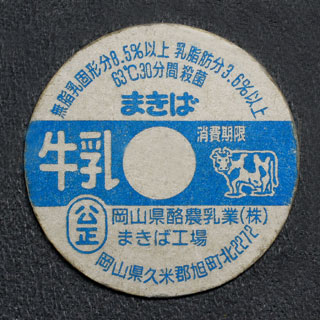 無脂乳固形分8.5%以上 乳脂肪分3.6%以上
63℃30分間 殺菌
まきば
牛乳
消費期限
公正
岡山県酪農乳業(株)
まきば工場
岡山県久米郡旭町北2272